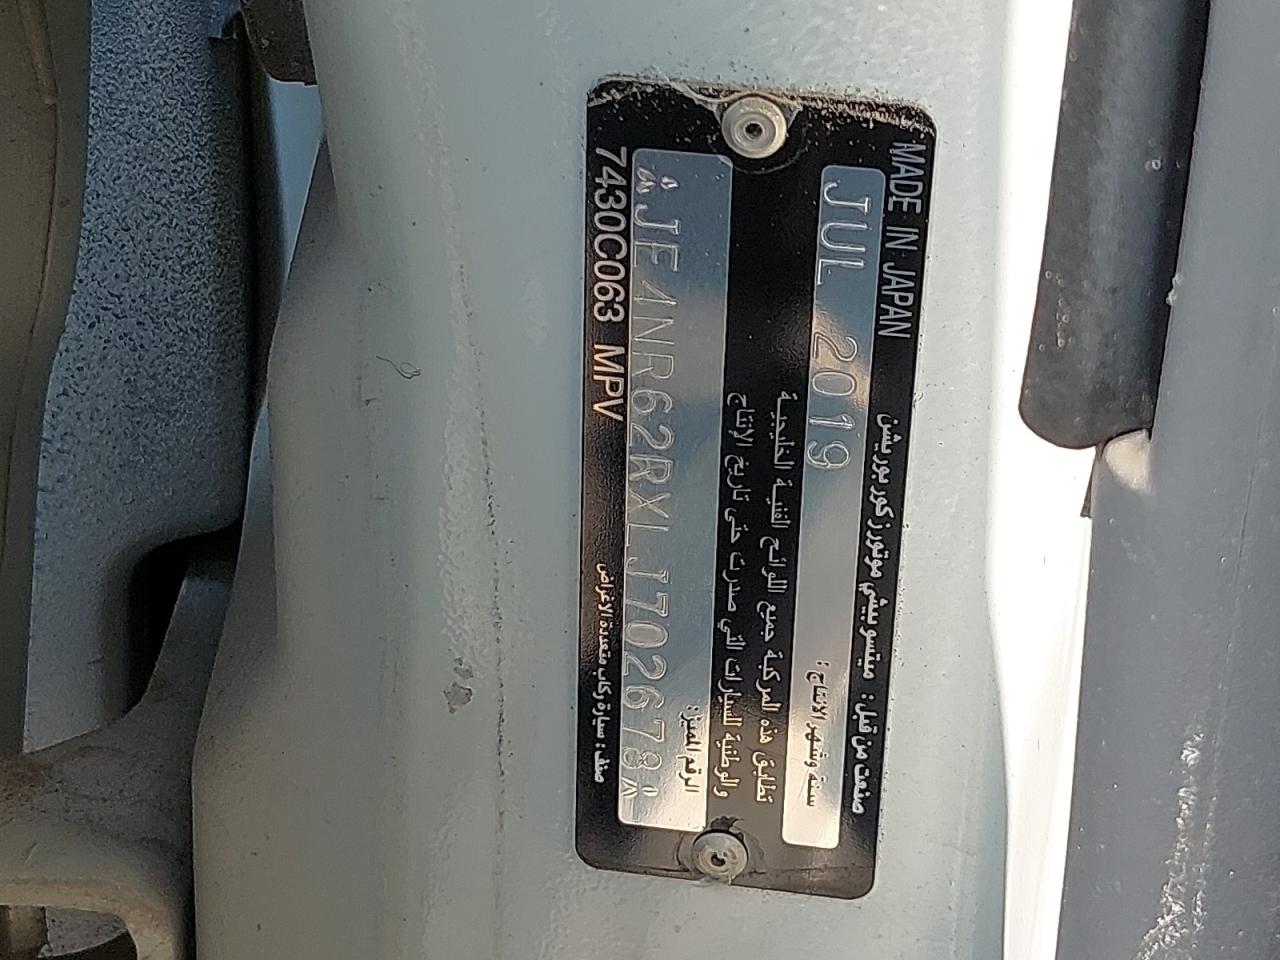 MADE IN JAPAN
صنعت من قبل: ميتسوبيشي موتورز كوربوريشن
JUL 2019
سنة وشهر الإنتاج:
تطابق هذه المركبة جميع اللوائح الفنية الخليجية
والوطنية للسيارات التي صدرت حتى تاريخ الإنتاج
الرقم المميز:
JE4NR62RXLJ702678
7430C063 MPV
صنف: سيارة ركاب متعددة الاغراض